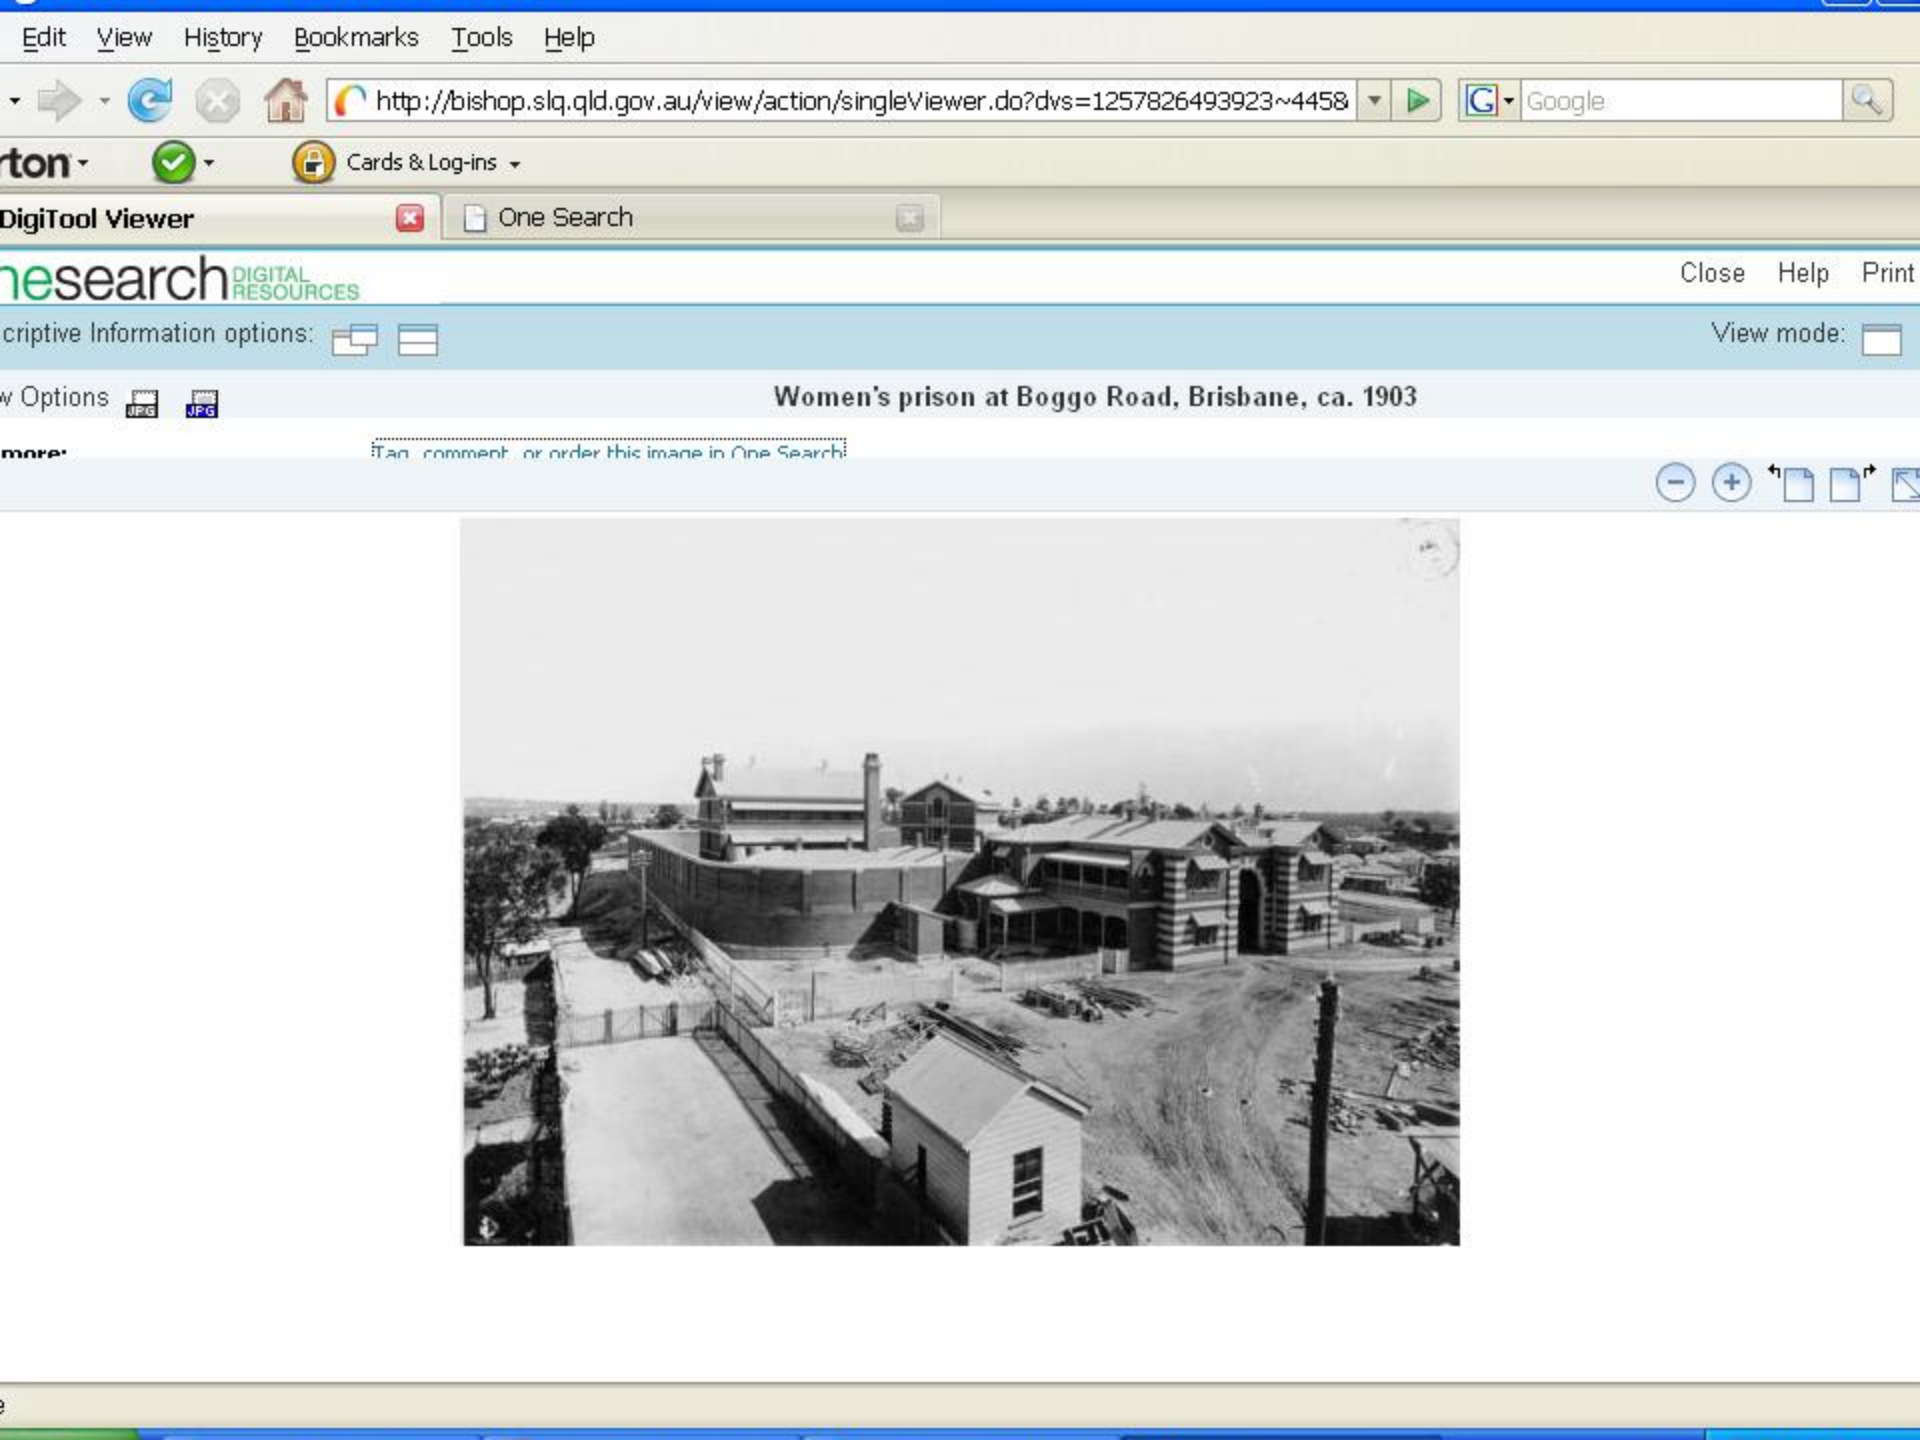 Edit View History Bookmarks Tools Help
http://bishop.slq.qld.gov.au/view/action/singleViewer.do?dvs=1257826493923~4458
Google
rton
Cards & Log-ins
DigiTool Viewer
One Search
nesearch DIGITAL RESOURCES
Close Help Print
criptive Information options:
View mode:
w Options
JPG
JPG
Women's prison at Boggo Road, Brisbane, ca. 1903
more:
Tag, comment, or order this image in One Search